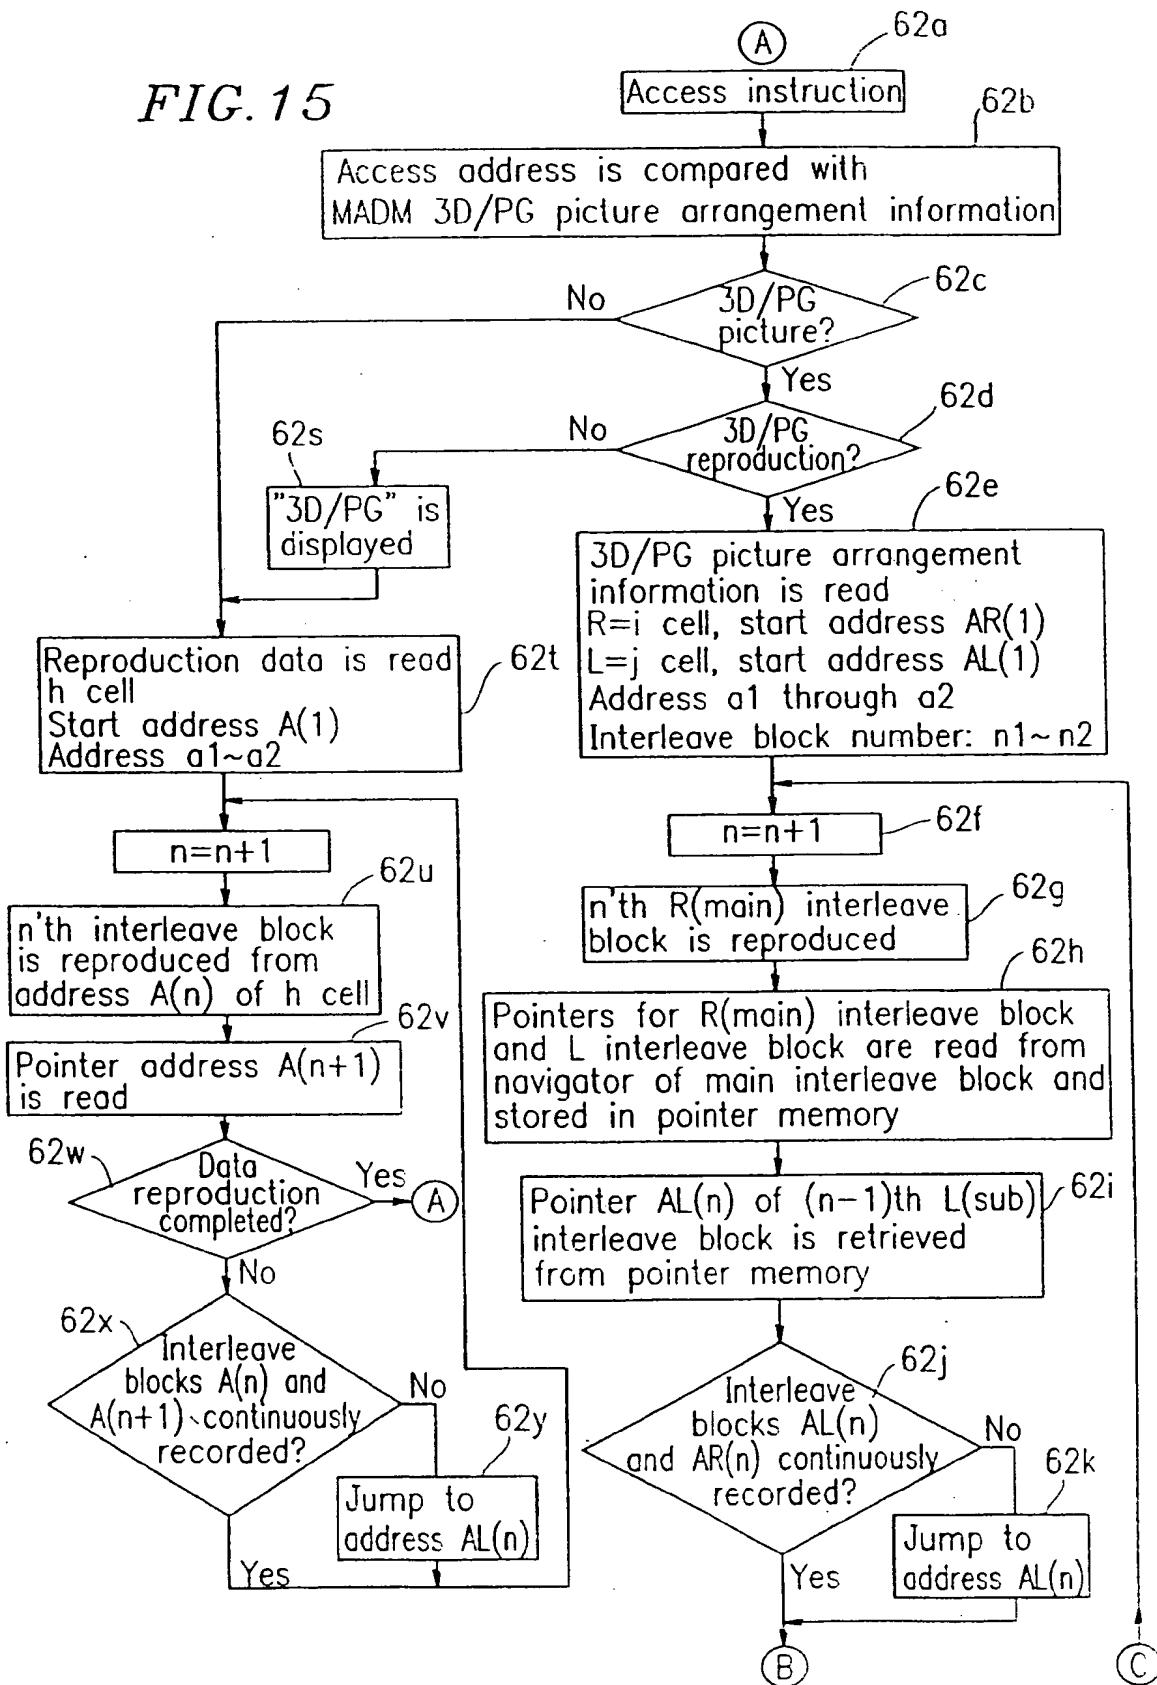 FIG. 15
A
62a
Access instruction
62b
Access address is compared with
MADM 3D/PG picture arrangement information
62c
3D/PG
picture?
No
Yes
62d
3D/PG
reproduction?
No
Yes
62s
"3D/PG" is
displayed
62e
3D/PG picture arrangement
information is read
R=i cell, start address AR(1)
L=j cell, start address AL(1)
Address a1 through a2
Interleave block number: n1~n2
Reproduction data is read
h cell
Start address A(1)
Address a1~a2
62t
n=n+1
62u
n'th interleave block
is reproduced from
address A(n) of h cell
62v
Pointer address A(n+1)
is read
62w
Data
reproduction
completed?
Yes
A
No
62x
Interleave
blocks A(n) and
A(n+1) continuously
recorded?
No
62y
Jump to
address AL(n)
Yes
n=n+1
62f
n'th R(main) interleave
block is reproduced
62g
62h
Pointers for R(main) interleave block
and L interleave block are read from
navigator of main interleave block and
stored in pointer memory
Pointer AL(n) of (n-1)th L(sub)
interleave block is retrieved
from pointer memory
62i
62j
Interleave
blocks AL(n)
and AR(n) continuously
recorded?
No
62k
Jump to
address AL(n)
Yes
B
C